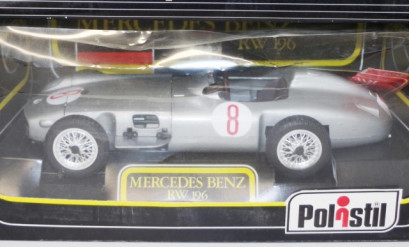 MERCEDES BENZ
RW 196
8
MERCEDES BENZ
RW 196
Polistil